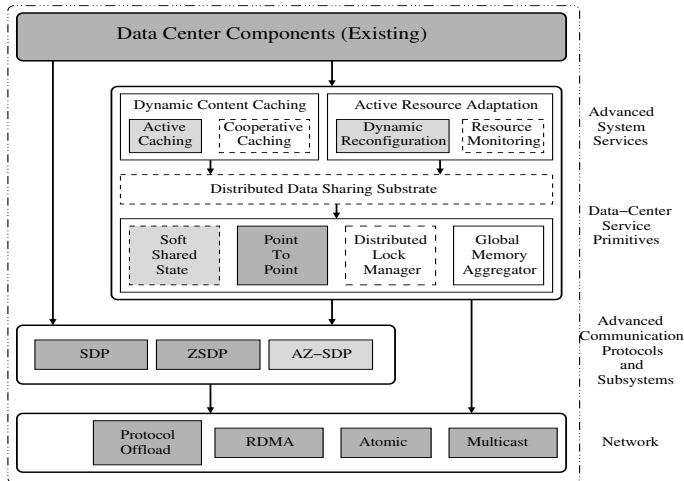 Data Center Components (Existing)
Dynamic Content Caching
Active Resource Adaptation
Active
Caching
Cooperative
Caching
Dynamic
Reconfiguration
Resource
Monitoring
Advanced
System
Services
Distributed Data Sharing Substrate
Soft
Shared
State
Point
To
Point
Distributed
Lock
Manager
Global
Memory
Aggregator
Data-Center
Service
Primitives
SDP
ZSDP
AZ-SDP
Advanced
Communication
Protocols
and
Subsystems
Protocol
Offload
RDMA
Atomic
Multicast
Network